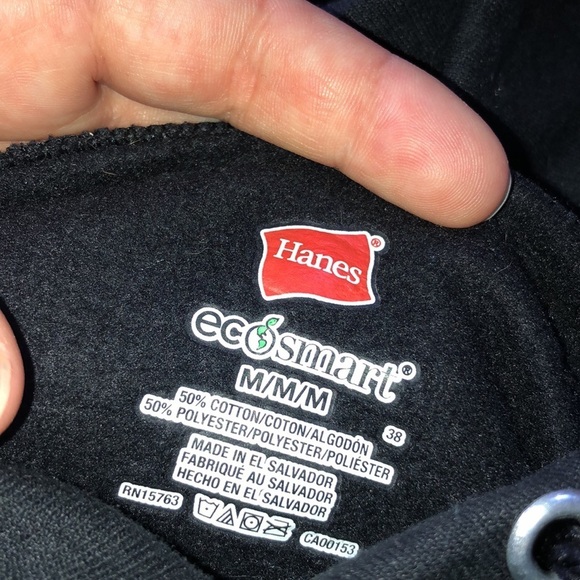 Hanes®
ecosmart®
M/M/M
50% COTTON/COTON/ALGODÓN
50% POLYESTER/POLYESTER/POLIÉSTER
38
MADE IN EL SALVADOR
FABRIQUÉ AU SALVADOR
HECHO EN EL SALVADOR
RN15763
CA00153